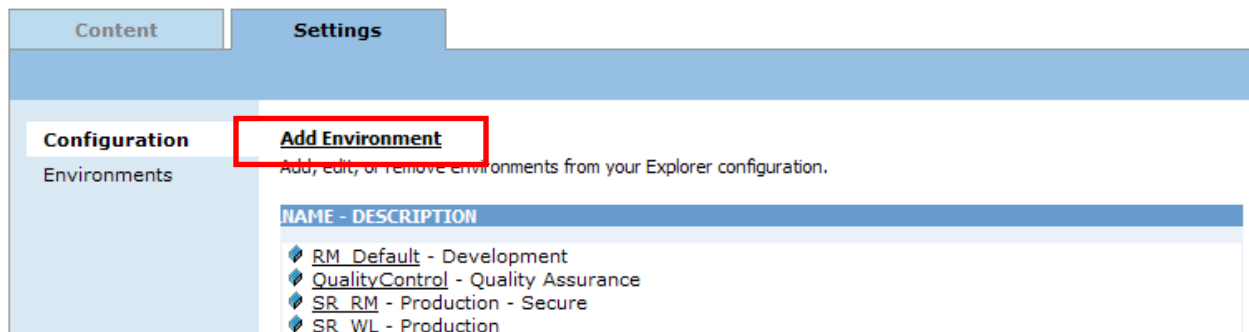 Content
Settings
Configuration
Environments
Add Environment
Add, edit, or remove environments from your Explorer configuration.
NAME - DESCRIPTION
RM_Default - Development
QualityControl - Quality Assurance
SR_RM - Production - Secure
SR_WL - Production